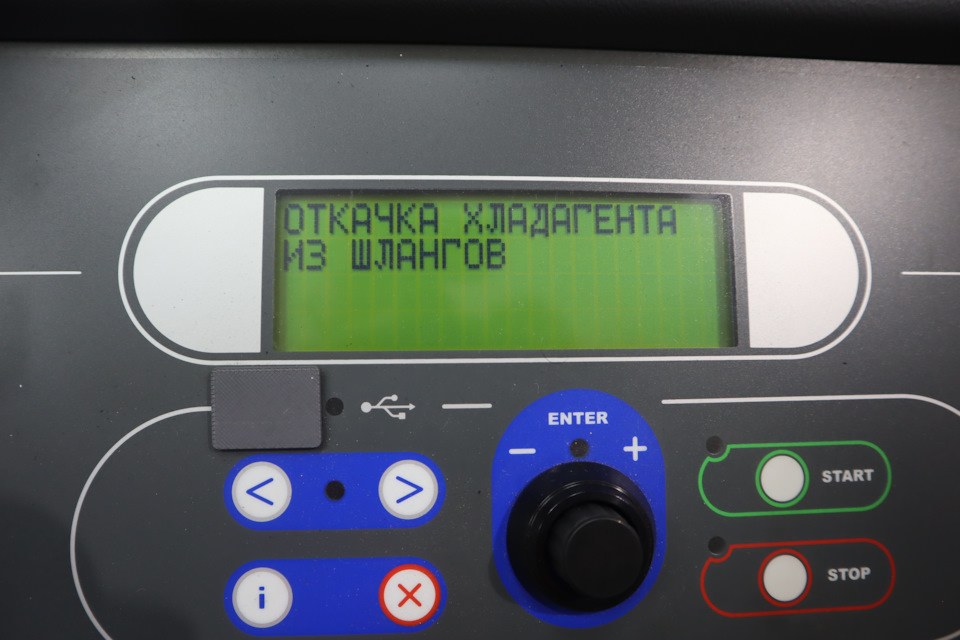 ОТКАЧКА ХЛАДАГЕНТА
ИЗ ШЛАНГОВ
ENTER
− +
START
< >
STOP
i